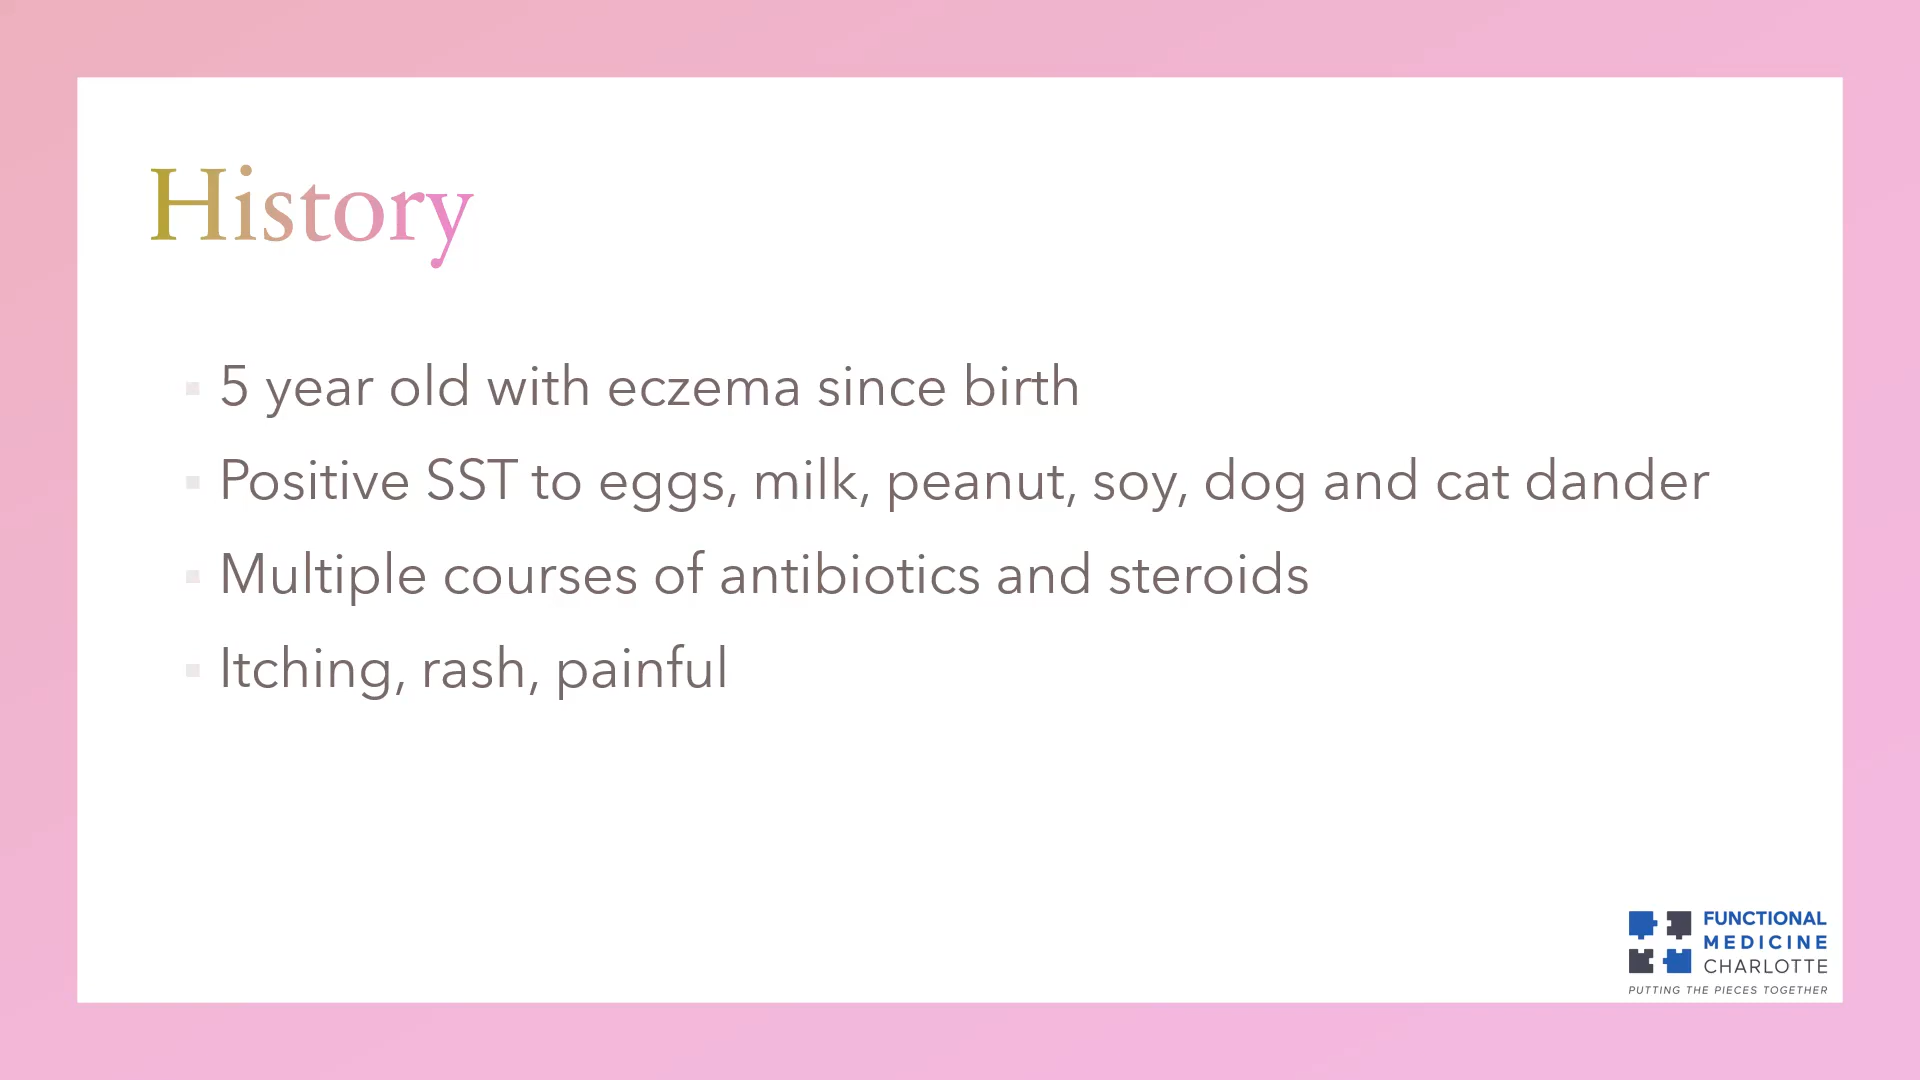 History
5 year old with eczema since birth
Positive SST to eggs, milk, peanut, soy, dog and cat dander
Multiple courses of antibiotics and steroids
Itching, rash, painful
FUNCTIONAL
MEDICINE
CHARLOTTE
PUTTING THE PIECES TOGETHER